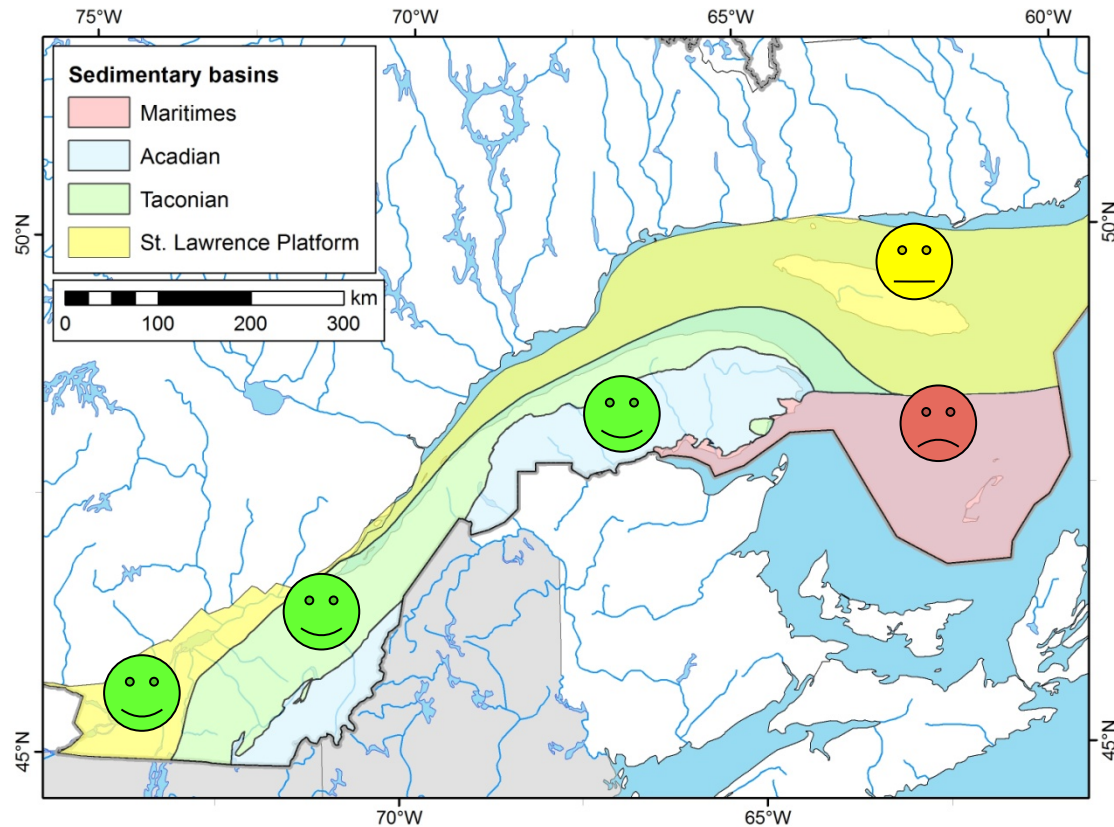 75°W 70°W 65°W 60°W
Sedimentary basins
Maritimes
Acadian
Taconian
St. Lawrence Platform
km
0 100 200 300
50°N 50°N
45°N 45°N
70°W 65°W